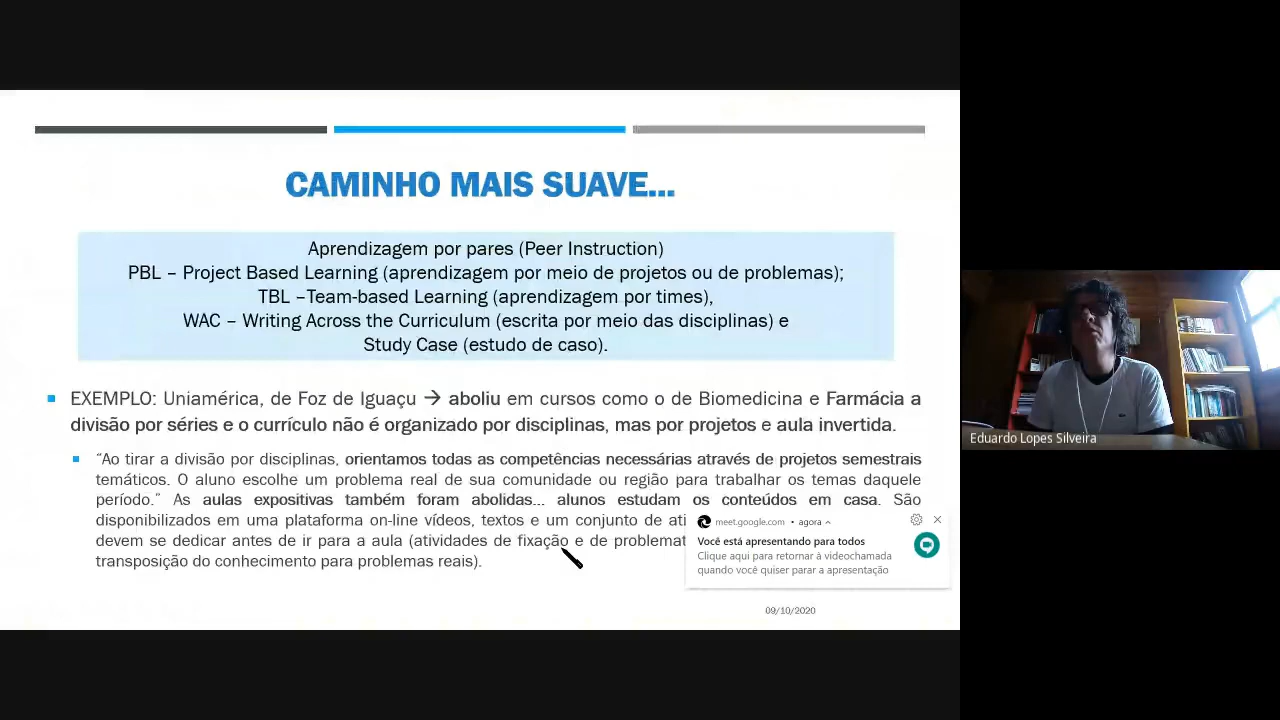 CAMINHO MAIS SUAVE...
Aprendizagem por pares (Peer Instruction)
PBL – Project Based Learning (aprendizagem por meio de projetos ou de problemas);
TBL –Team-based Learning (aprendizagem por times),
WAC – Writing Across the Curriculum (escrita por meio das disciplinas) e
Study Case (estudo de caso).
EXEMPLO: Uniamérica, de Foz de Iguaçu → aboliu em cursos como o de Biomedicina e Farmácia a
divisão por séries e o currículo não é organizado por disciplinas, mas por projetos e aula invertida.
“Ao tirar a divisão por disciplinas, orientamos todas as competências necessárias através de projetos semestrais
temáticos. O aluno escolhe um problema real de sua comunidade ou região para trabalhar os temas daquele
período.” As aulas expositivas também foram abolidas... alunos estudam os conteúdos em casa. São
disponibilizados em uma plataforma on-line vídeos, textos e um conjunto de ati
devem se dedicar antes de ir para a aula (atividades de fixação e de problemat
transposição do conhecimento para problemas reais).
meet.google.com • agora
Você está apresentando para todos
Clique aqui para retornar à videochamada
quando você quiser parar a apresentação
09/10/2020
Eduardo Lopes Silveira